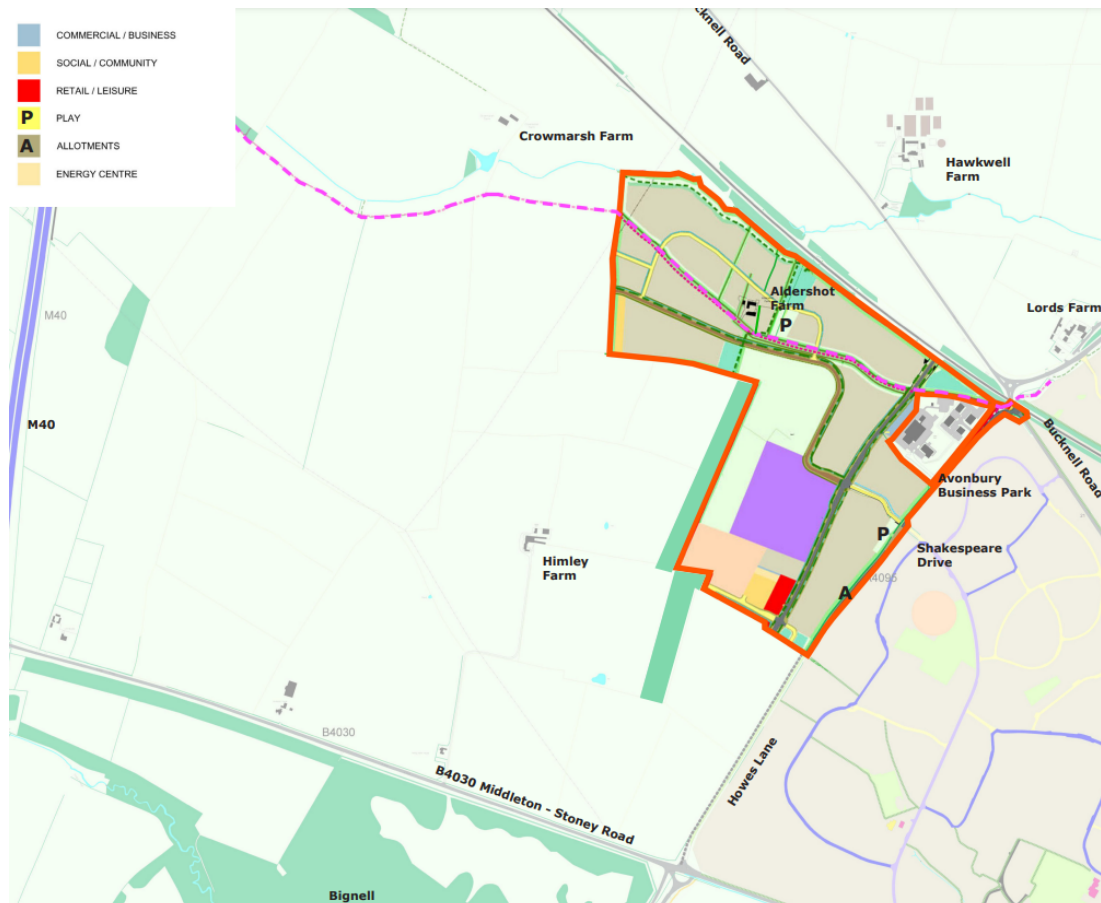 COMMERCIAL / BUSINESS
SOCIAL / COMMUNITY
RETAIL / LEISURE
P PLAY
A ALLOTMENTS
ENERGY CENTRE
cknell Road
Crowmarsh Farm
Hawkwell
Farm
M40
Aldershot
Farm
P
Lords Farm
M40
Bucknell Road
Avonbury
Business Park
P
Shakespeare
Drive
Himley
Farm
A4095
A
B4030
B4030 Middleton - Stoney Road
Howes Lane
Bignell